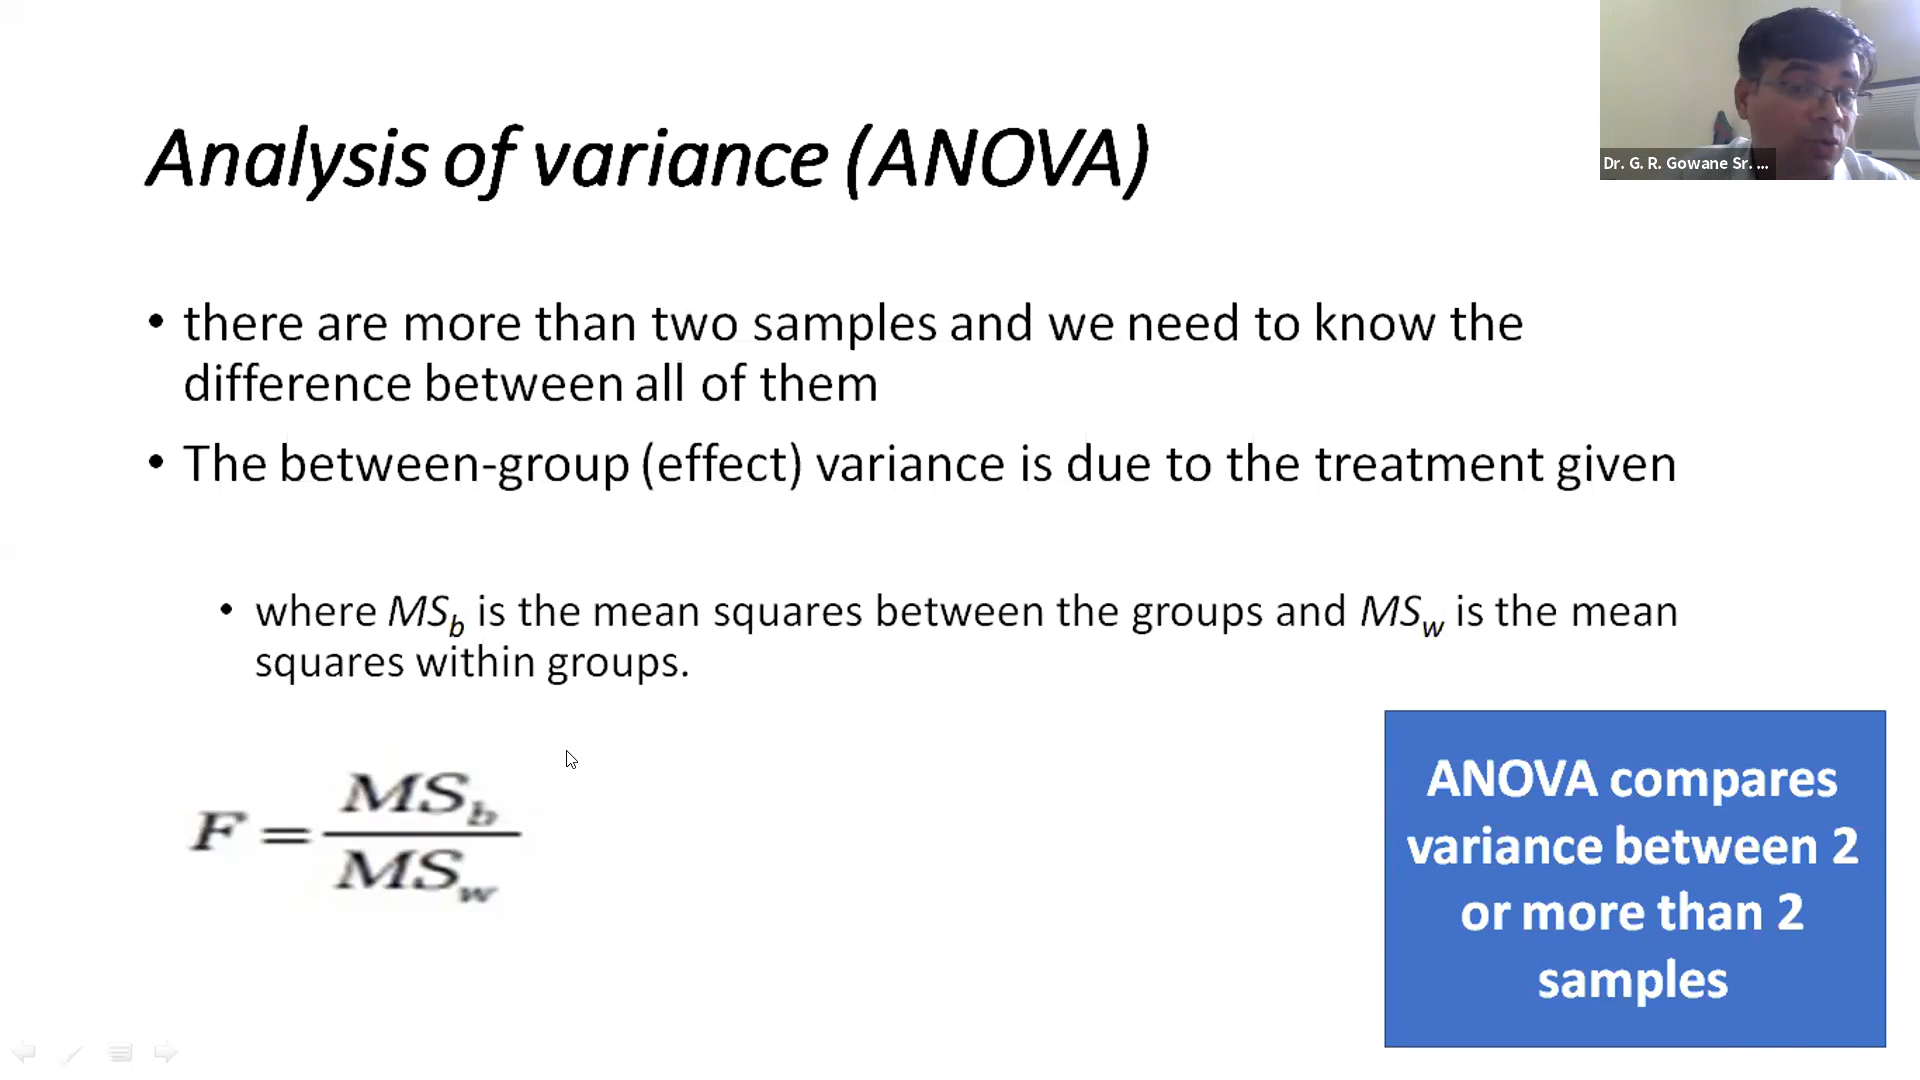 Analysis of variance (ANOVA)
Dr. G. R. Gowane Sr. ...
• there are more than two samples and we need to know the
difference between all of them
• The between-group (effect) variance is due to the treatment given
• where MSb is the mean squares between the groups and MSw is the mean
squares within groups.
F = MSb / MSw
ANOVA compares
variance between 2
or more than 2
samples